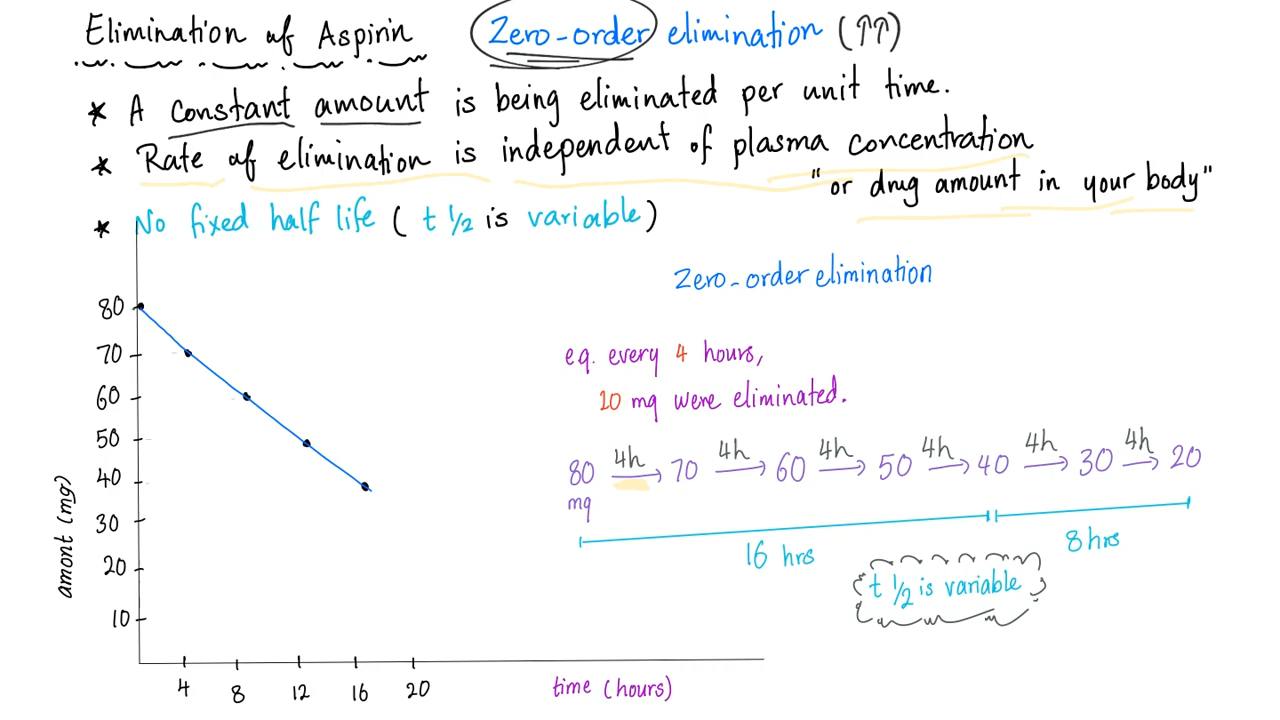 Elimination of Aspirin Zero-order elimination (↑↑)
* A constant amount is being eliminated per unit time.
* Rate of elimination is independent of plasma concentration
"or drug amount in your body"
* No fixed half life ( t 1/2 is variable )
Zero-order elimination
eg. every 4 hours,
10 mg were eliminated.
80 mg 4h → 70 4h → 60 4h → 50 4h → 40 4h → 30 4h → 20
16 hrs
8 hrs
t 1/2 is variable
amont (mg)
80
70
60
50
40
30
20
10
4 8 12 16 20
time (hours)